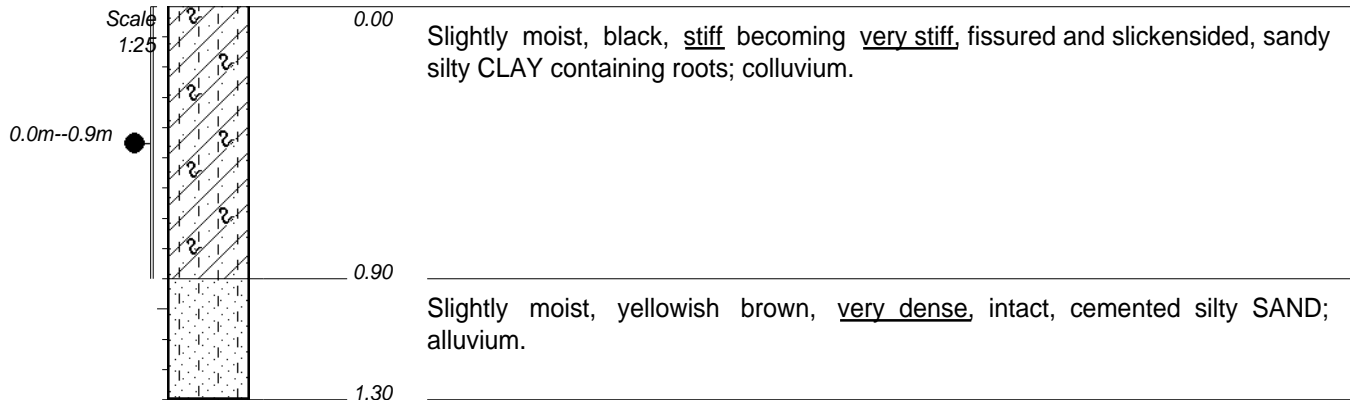 Scale
1:25
0.00
Slightly moist, black, stiff becoming very stiff, fissured and slickensided, sandy
silty CLAY containing roots; colluvium.
0.0m--0.9m
0.90
Slightly moist, yellowish brown, very dense, intact, cemented silty SAND;
alluvium.
1.30